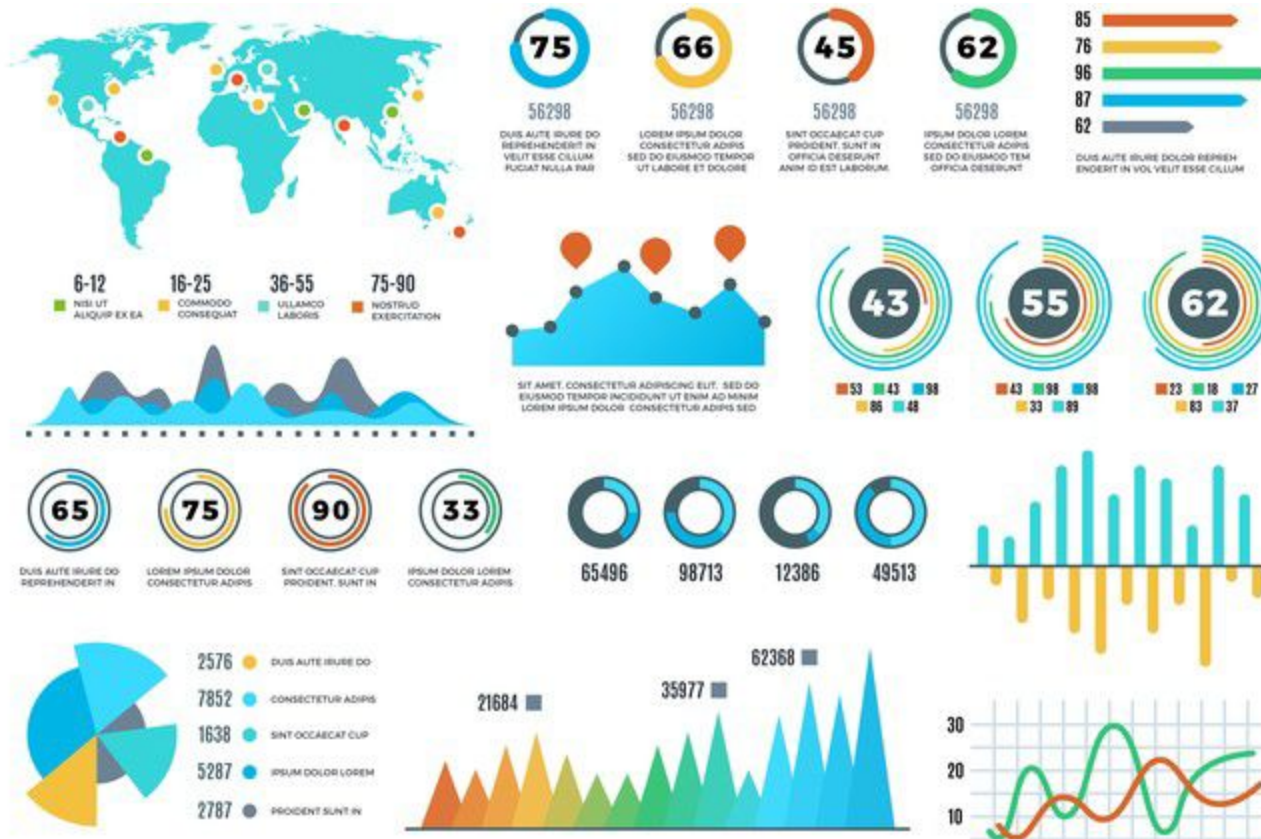 75
56298
DUIS AUTE IRURE DO
REPREHENDERIT IN
VELIT ESSE CILLUM
FUGIAT NULLA PAR
66
56298
LOREM IPSUM DOLOR
CONSECTETUR ADIPIS
SED DO EIUSMOD TEMPOR
UT LABORE ET DOLORE
45
56298
SINT OCCAECAT CUP
PROIDENT, SUNT IN
OFFICIA DESERUNT
ANIM ID EST LABORUM.
62
56298
IPSUM DOLOR LOREM
CONSECTETUR ADIPIS
SED DO EIUSMOD TEM
OFFICIA DESERUNT
85
76
96
87
62
DUIS AUTE IRURE DOLOR REPREH
ENDERIT IN VOL VELIT ESSE CILLUM
6-12
NISI UT
ALIQUIP EX EA
16-25
COMMODO
CONSEQUAT
36-55
ULLAMCO
LABORIS
75-90
NOSTRUD
EXERCITATION
SIT AMET, CONSECTETUR ADIPISCING ELIT, SED DO
EIUSMOD TEMPOR INCIDIDUNT UT ENIM AD MINIM
LOREM IPSUM DOLOR CONSECTETUR ADIPIS SED
43
53 43 98
86 48
55
43 98 98
33 89
62
23 18 27
83 37
65
DUIS AUTE IRURE DO
REPREHENDERIT IN
75
LOREM IPSUM DOLOR
CONSECTETUR ADIPIS
90
SINT OCCAECAT CUP
PROIDENT, SUNT IN
33
IPSUM DOLOR LOREM
CONSECTETUR ADIPIS
65496
98713
12386
49513
2576 DUIS AUTE IRURE DO
7852 CONSECTETUR ADIPIS
1638 SINT OCCAECAT CUP
5287 IPSUM DOLOR LOREM
2787 PROIDENT SUNT IN
21684
35977
62368
30
20
10